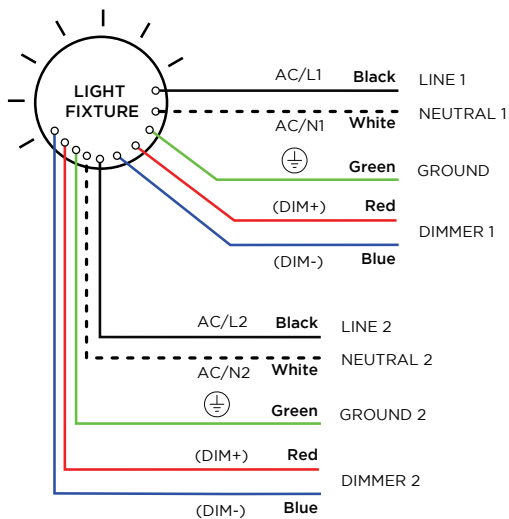 LIGHT
FIXTURE
AC/L1 Black LINE 1
NEUTRAL 1
AC/N1 White
Green GROUND
(DIM+) Red
DIMMER 1
(DIM-) Blue
AC/L2 Black LINE 2
NEUTRAL 2
AC/N2 White
Green GROUND 2
(DIM+) Red
DIMMER 2
(DIM-) Blue